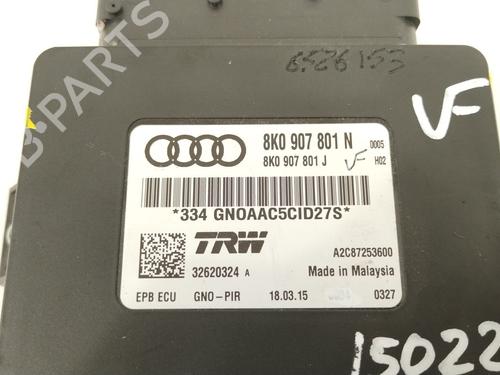 6526153
VF
8K0 907 801 N 0005
8K0 907 801 J VF H02
*334 GNOAAC5CID27S*
TRW
A2C87253600
32620324 A
Made in Malaysia
EPB ECU GNO-PIR 18.03.15 0327
15022
B-PARTS